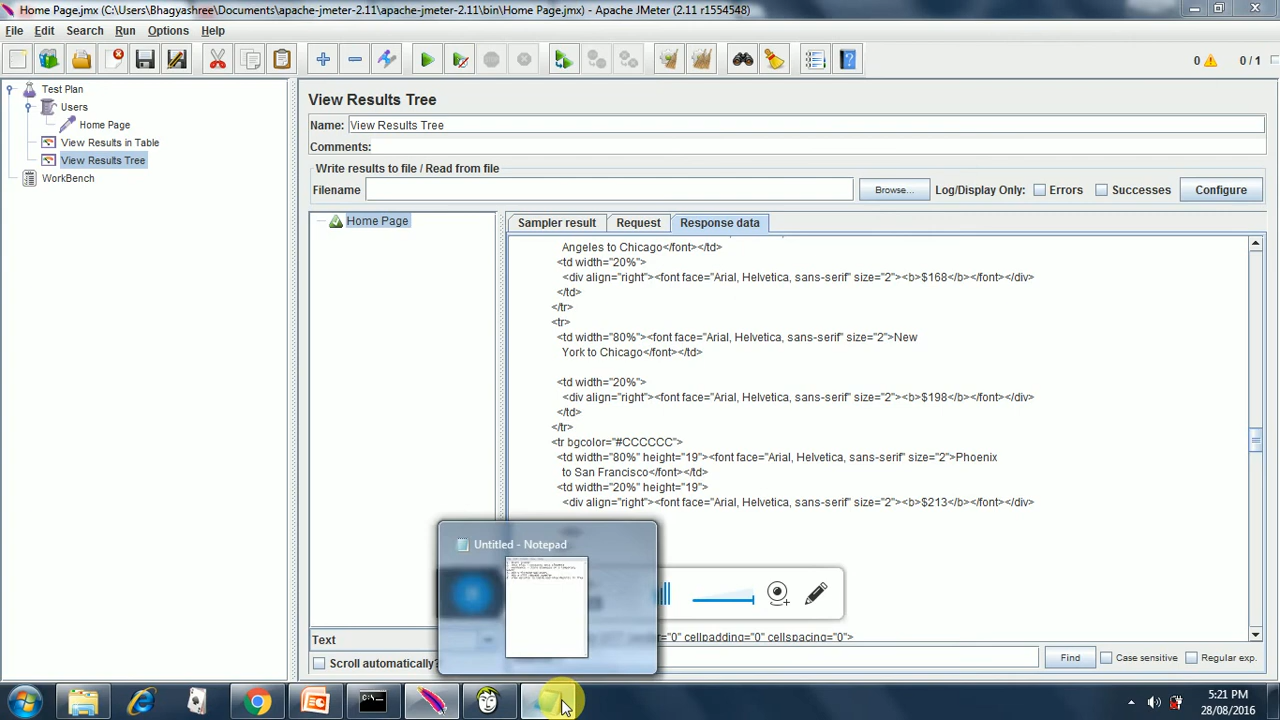 Home Page.jmx (C:\Users\Bhagyashree\Documents\apache-jmeter-2.11\apache-jmeter-2.11\bin\Home Page.jmx) - Apache JMeter (2.11 r1554548)
File Edit Search Run Options Help
0 0 / 1
Test Plan
Users
Home Page
View Results in Table
View Results Tree
WorkBench
View Results Tree
Name: View Results Tree
Comments:
Write results to file / Read from file
Filename Browse... Log/Display Only: Errors Successes Configure
Home Page
Sampler result Request Response data
Angeles to Chicago</font></td>
<td width="20%">
<div align="right"><font face="Arial, Helvetica, sans-serif" size="2"><b>$168</b></font></div>
</td>
</tr>
<tr>
<td width="80%"><font face="Arial, Helvetica, sans-serif" size="2">New
York to Chicago</font></td>
<td width="20%">
<div align="right"><font face="Arial, Helvetica, sans-serif" size="2"><b>$198</b></font></div>
</td>
</tr>
<tr bgcolor="#CCCCCC">
<td width="80%" height="19"><font face="Arial, Helvetica, sans-serif" size="2">Phoenix
to San Francisco</font></td>
<td width="20%" height="19">
<div align="right"><font face="Arial, Helvetica, sans-serif" size="2"><b>$213</b></font></div>
Untitled - Notepad
="0" cellpadding="0" cellspacing="0">
Text
Scroll automatically? Find Case sensitive Regular exp.
5:21 PM
28/08/2016